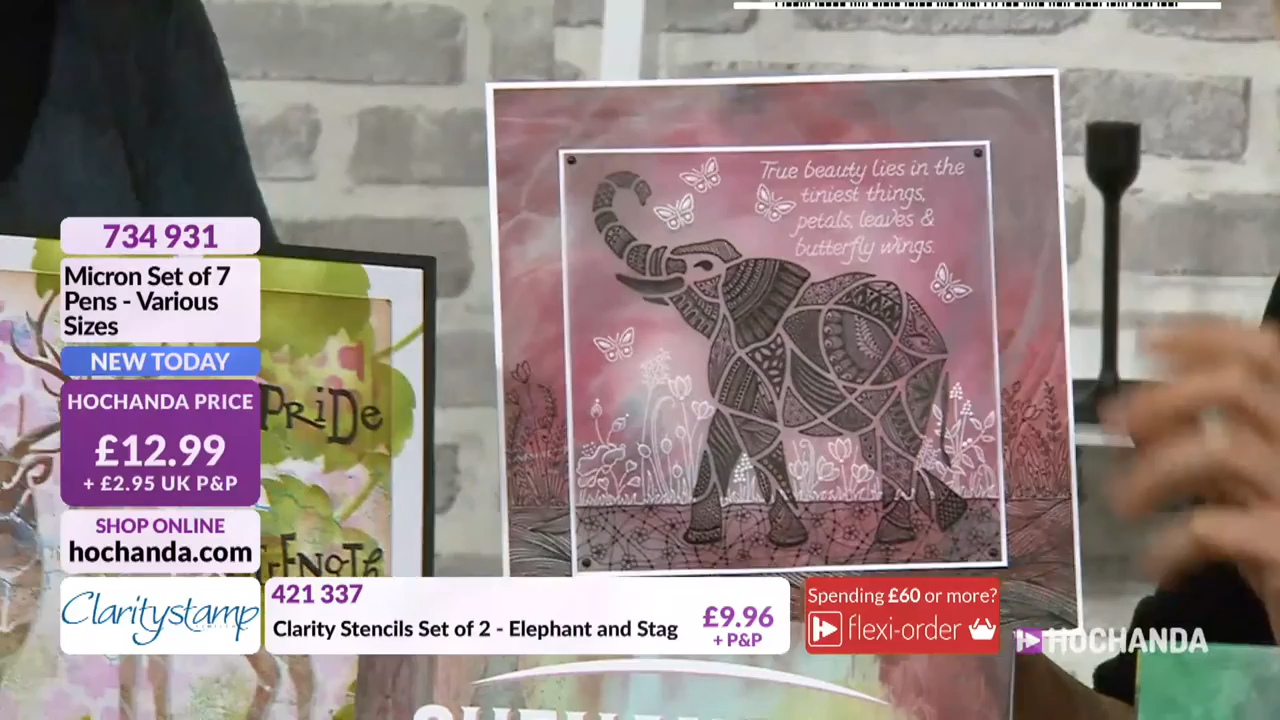 True beauty lies in the
tiniest things,
petals, leaves &
butterfly wings.
734 931
Micron Set of 7
Pens - Various
Sizes
NEW TODAY
HOCHANDA PRICE
£12.99
+ £2.95 UK P&P
SHOP ONLINE
hochanda.com
PRiDe
Claritystamp
421 337
Clarity Stencils Set of 2 - Elephant and Stag
£9.96
+ P&P
Spending £60 or more?
flexi-order
HOCHANDA